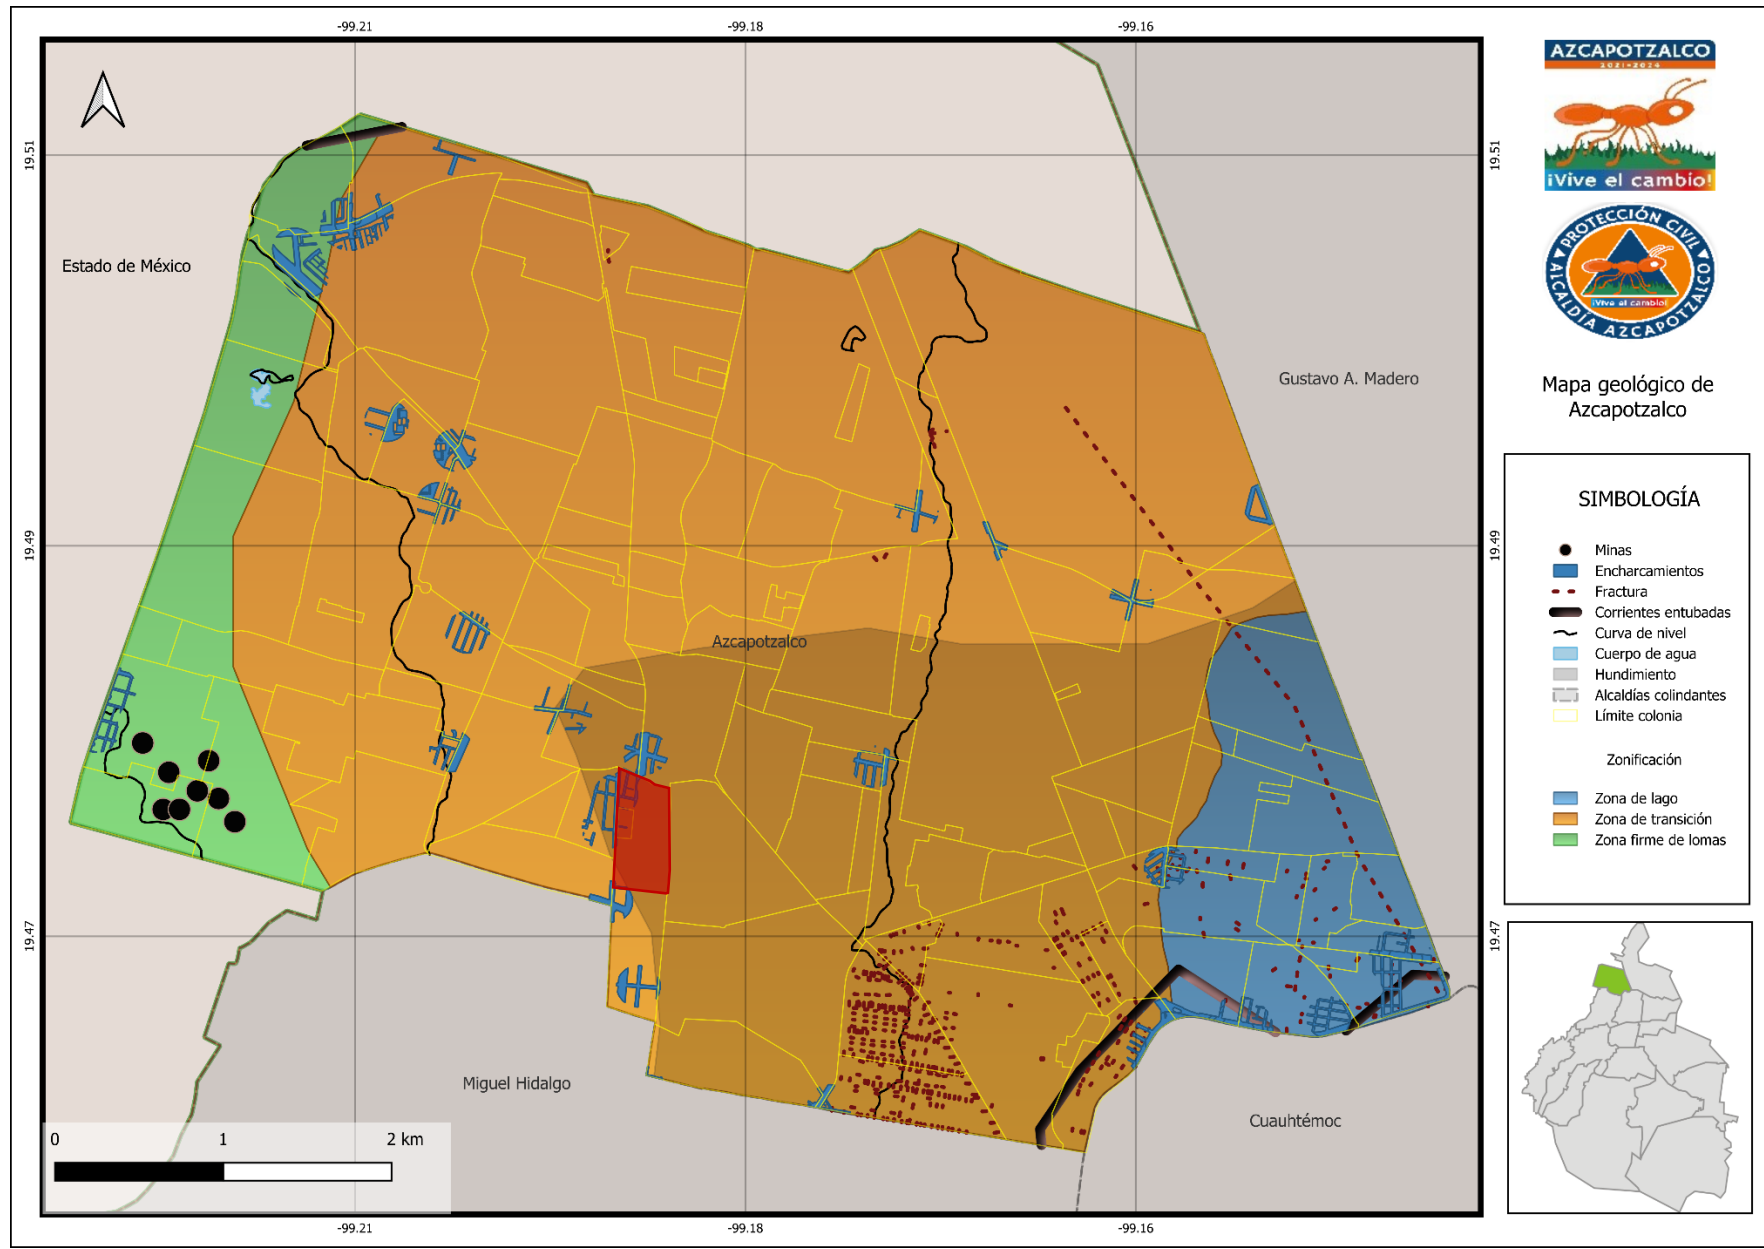 -99.21
-99.18
-99.16
19.51
19.51
Estado de México
Gustavo A. Madero
19.49
19.49
Azcapotzalco
19.47
19.47
Miguel Hidalgo
Cuauhtémoc
0
1
2 km
-99.21
-99.18
-99.16
AZCAPOTZALCO
2021-2024
¡Vive el cambio!
PROTECCIÓN CIVIL
¡Vive el cambio!
ALCALDÍA AZCAPOTZALCO
Mapa geológico de
Azcapotzalco
SIMBOLOGÍA
Minas
Encharcamientos
Fractura
Corrientes entubadas
Curva de nivel
Cuerpo de agua
Hundimiento
Alcaldías colindantes
Límite colonia
Zonificación
Zona de lago
Zona de transición
Zona firme de lomas